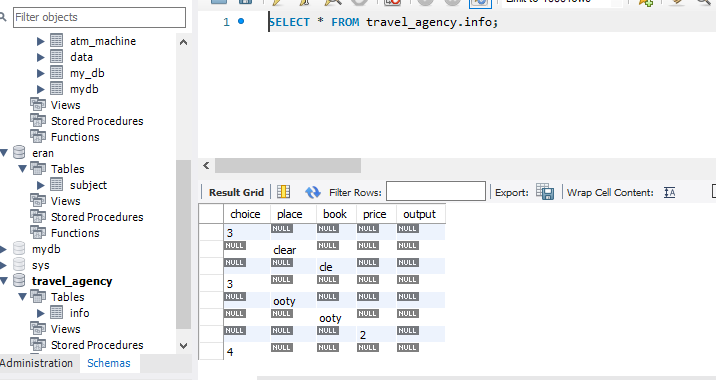 Filter objects
atm_machine
data
my_db
mydb
Views
Stored Procedures
Functions
eran
Tables
subject
Views
Stored Procedures
Functions
mydb
sys
travel_agency
Tables
info
Views
Stored Procedures
Administration Schemas
1 SELECT * FROM travel_agency.info;
Result Grid Filter Rows: Export: Wrap Cell Content: IA
choice place book price output
3 NULL NULL NULL NULL
NULL clear NULL NULL NULL
NULL NULL cle NULL NULL
3 NULL NULL NULL NULL
NULL ooty NULL NULL NULL
NULL NULL ooty NULL NULL
NULL NULL NULL 2 NULL
4 NULL NULL NULL NULL